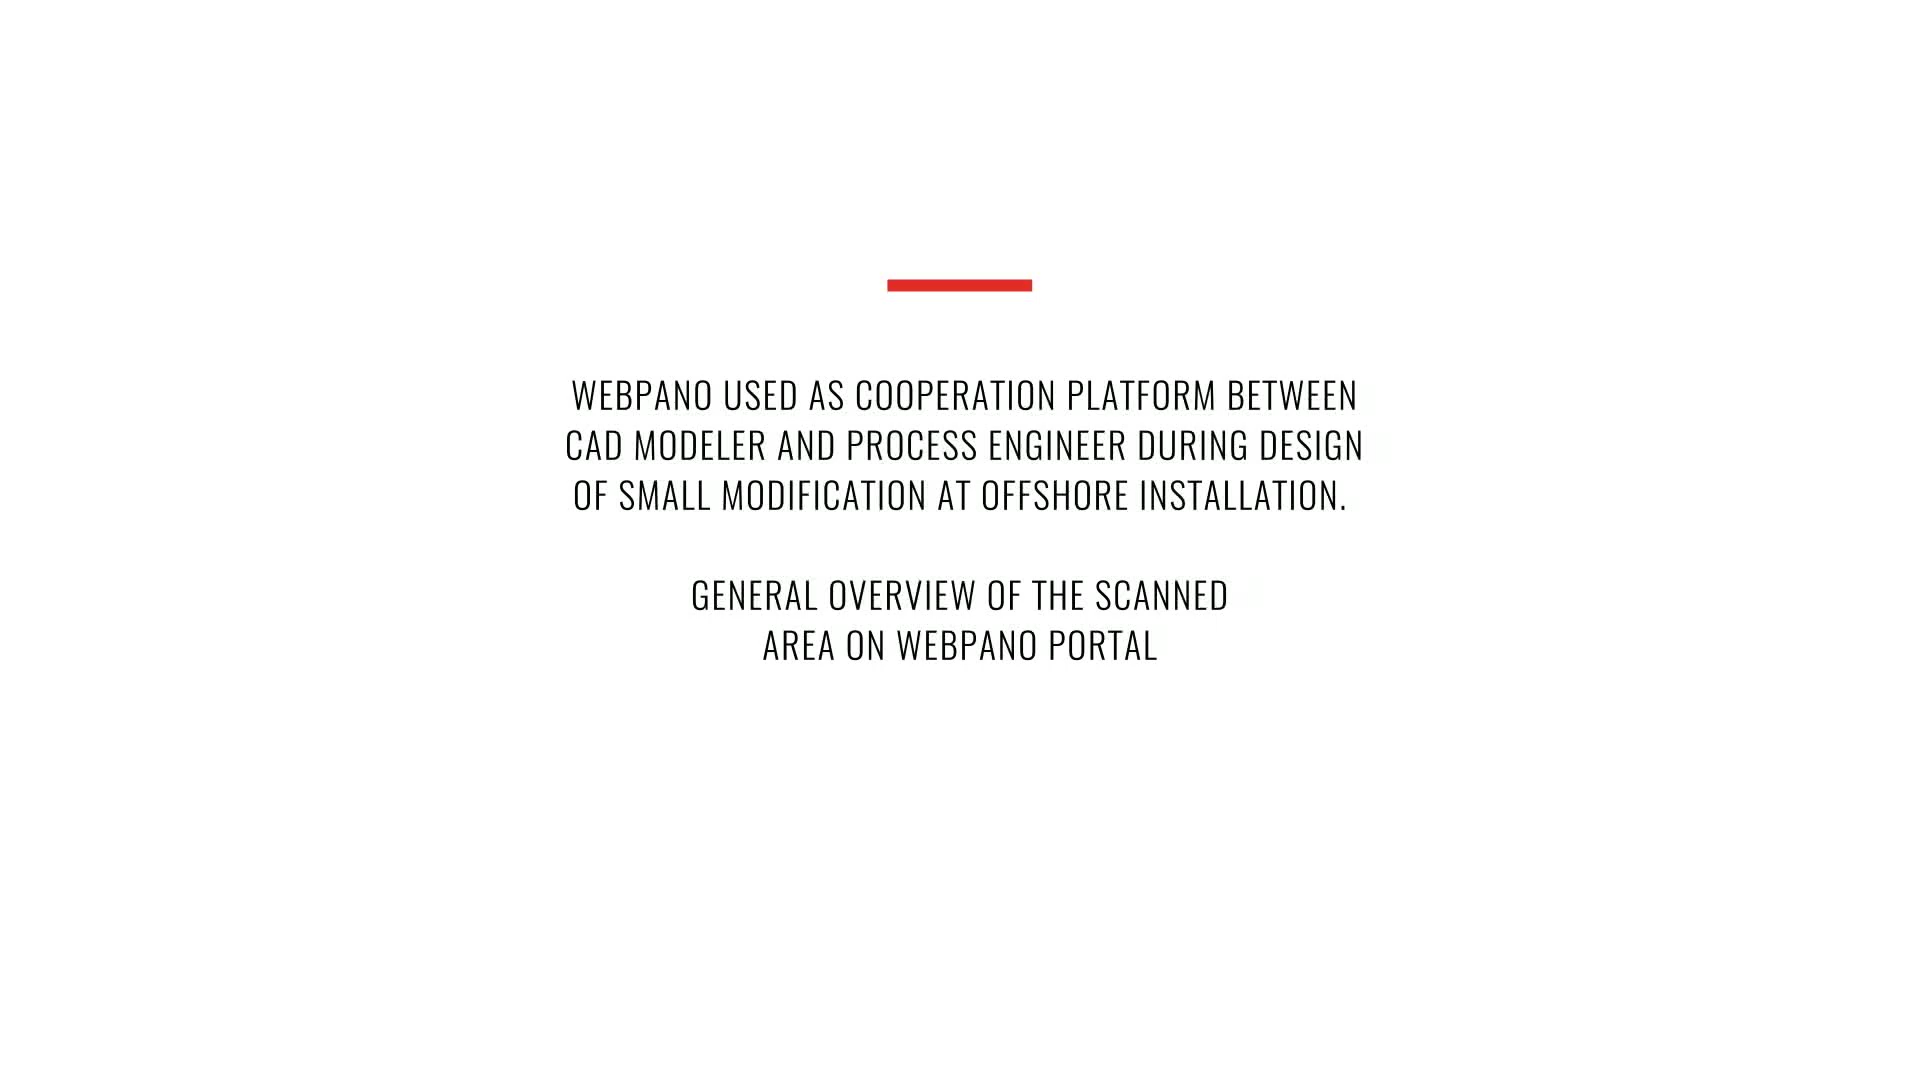 WEBPANO USED AS COOPERATION PLATFORM BETWEEN
CAD MODELER AND PROCESS ENGINEER DURING DESIGN
OF SMALL MODIFICATION AT OFFSHORE INSTALLATION.
GENERAL OVERVIEW OF THE SCANNED
AREA ON WEBPANO PORTAL